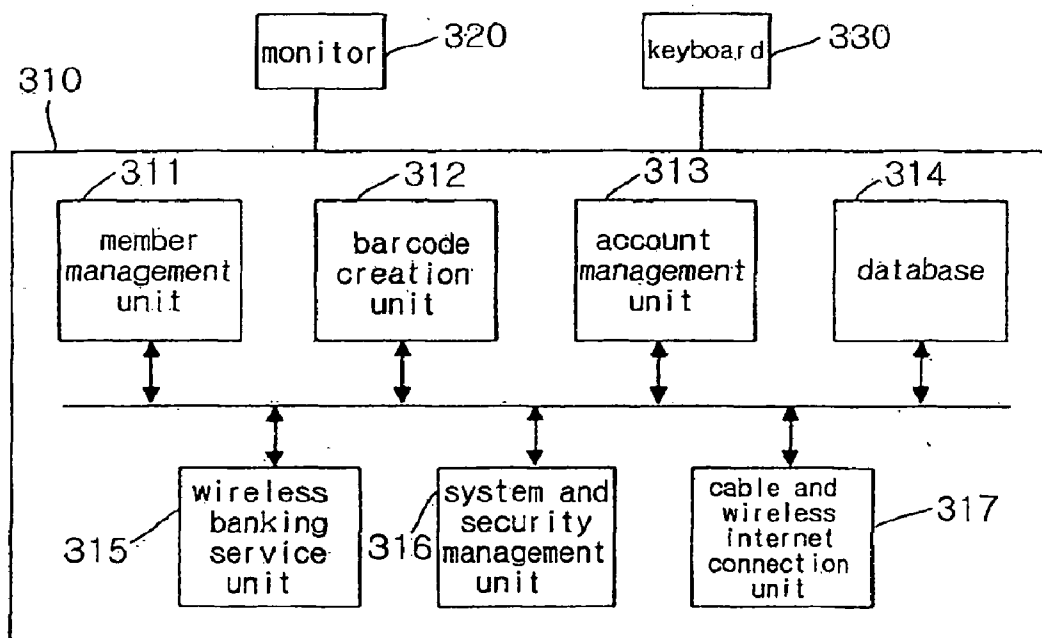 monitor
320
keyboard
330
310
311
312
313
314
member
management
unit
barcode
creation
unit
account
management
unit
database
wireless
banking
service
unit
315
system and
security
management
unit
316
cable and
wireless
internet
connection
unit
317